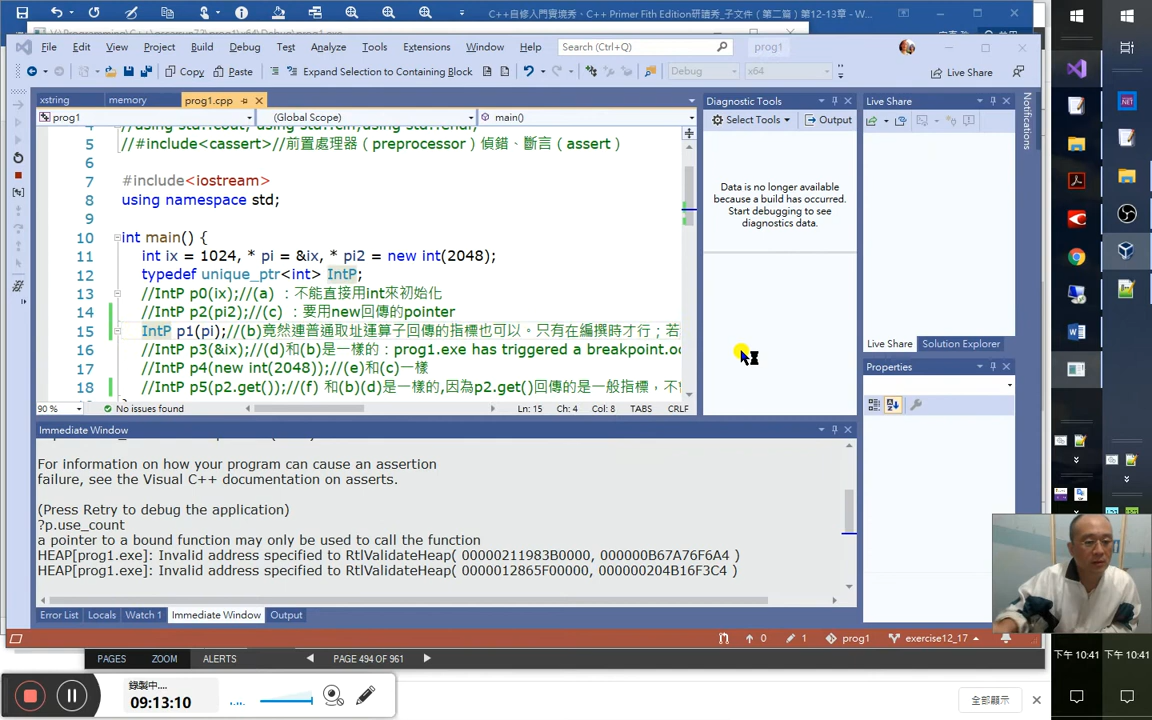 C++自修入門實境秀、C++ Primer Fifth Edition研讀秀_子文件（第二篇）第12-13章 - W...
File Edit View Project Build Debug Test Analyze Tools Extensions Window Help Search (Ctrl+Q) prog1
Copy Paste Expand Selection to Containing Block Debug x64 Live Share
xstring memory prog1.cpp
prog1 (Global Scope) main()
5 //#include<cassert>//前置處理器（preprocessor）偵錯、斷言（assert）
6
7 #include<iostream>
8 using namespace std;
9
10 int main() {
11 int ix = 1024, * pi = &ix, * pi2 = new int(2048);
12 typedef unique_ptr<int> IntP;
13 //IntP p0(ix);//(a) ：不能直接用int來初始化
14 //IntP p2(pi2);//(c) ：要用new回傳的pointer
15 IntP p1(pi);//(b)竟然連普通取址運算子回傳的指標也可以。只有在編撰時才行；若
16 //IntP p3(&ix);//(d)和(b)是一樣的：prog1.exe has triggered a breakpoint.oc
17 //IntP p4(new int(2048));//(e)和(c)一樣
18 //IntP p5(p2.get());//(f) 和(b)(d)是一樣的,因為p2.get()回傳的是一般指標，不
90 % No issues found Ln: 15 Ch: 4 Col: 8 TABS CRLF
Diagnostic Tools
Select Tools Output
Data is no longer available
because a build has occurred.
Start debugging to see
diagnostics data.
Live Share
Live Share Solution Explorer
Properties
Notifications
Immediate Window
For information on how your program can cause an assertion
failure, see the Visual C++ documentation on asserts.
(Press Retry to debug the application)
?p.use_count
a pointer to a bound function may only be used to call the function
HEAP[prog1.exe]: Invalid address specified to RtlValidateHeap( 00000211983B0000, 000000B67A76F6A4 )
HEAP[prog1.exe]: Invalid address specified to RtlValidateHeap( 0000012865F00000, 000000204B16F3C4 )
Error List Locals Watch 1 Immediate Window Output
0 1 prog1 exercise12_17
PAGES ZOOM ALERTS PAGE 494 OF 961
錄製中....
09:13:10
全部顯示
下午 10:41 下午 10:41